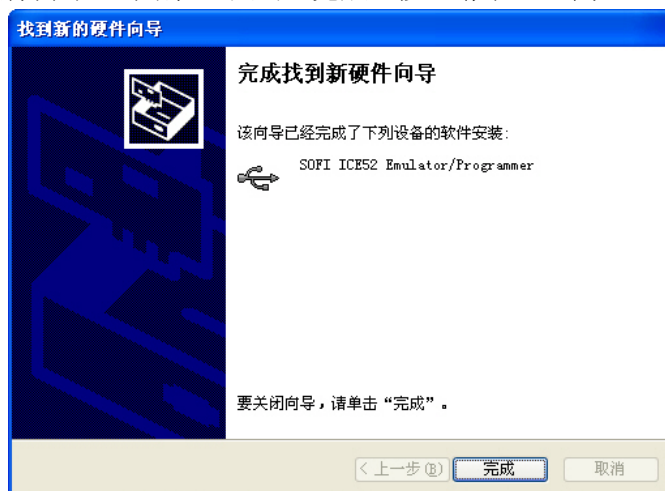 找到新的硬件向导
完成找到新硬件向导
该向导已经完成了下列设备的软件安装:
SOFI ICE52 Emulator/Programmer
要关闭向导，请单击“完成”。
< 上一步(B)
完成
取消